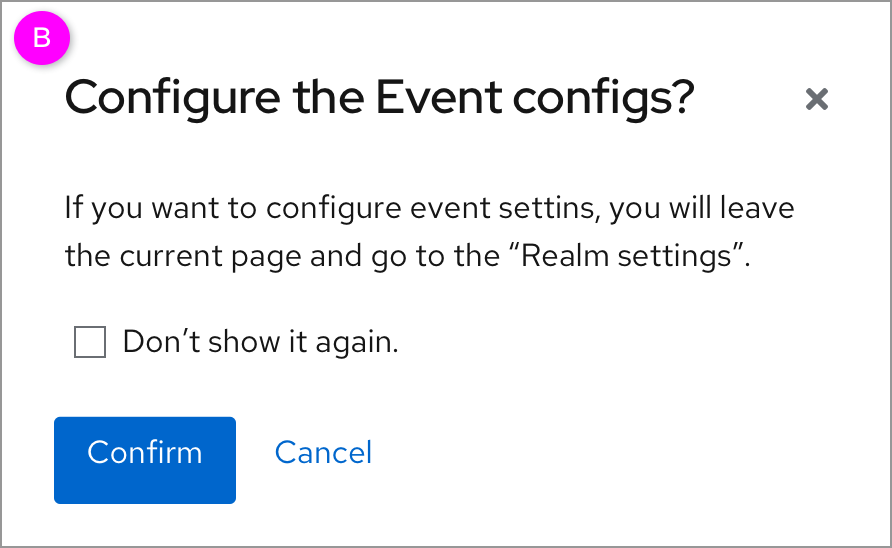 B
Configure the Event configs?
If you want to configure event settins, you will leave
the current page and go to the “Realm settings”.
Don’t show it again.
Confirm
Cancel